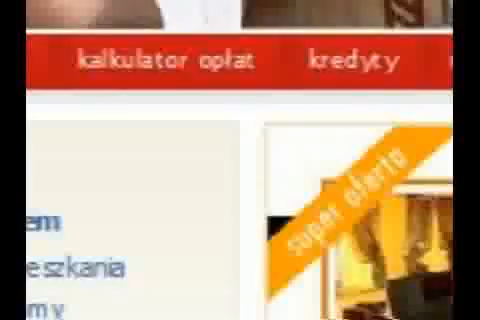 kalkulator opłat kredyty
super oferta
em
eszkania
my